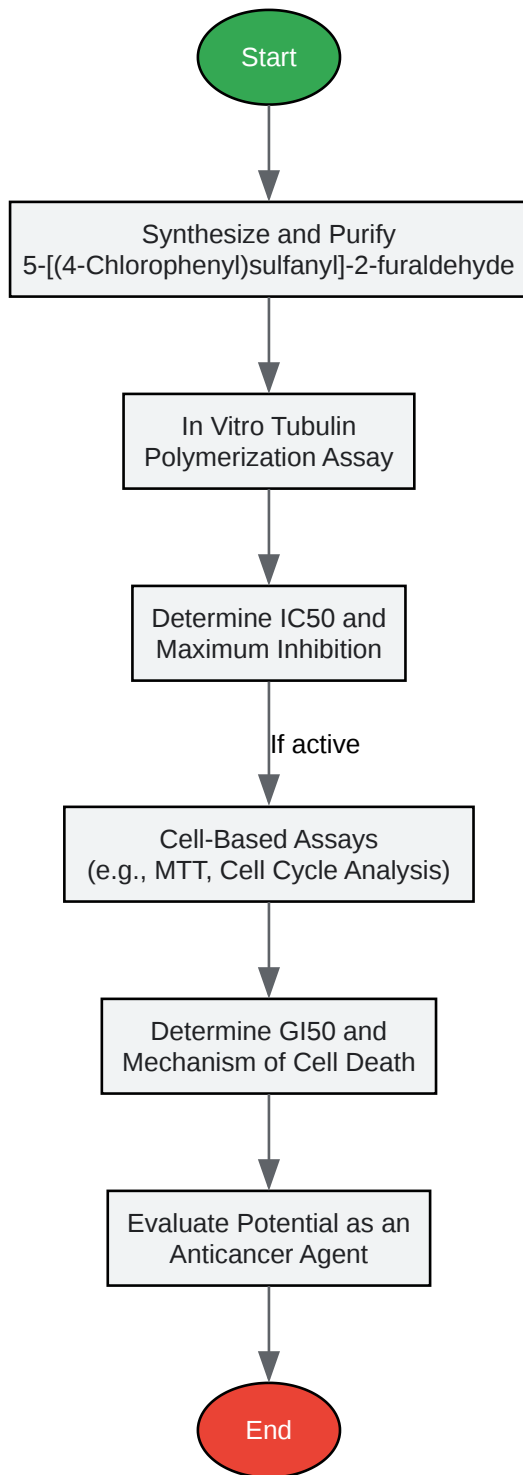 Start
Synthesize and Purify
5-[(4-Chlorophenyl)sulfanyl]-2-furaldehyde
In Vitro Tubulin
Polymerization Assay
Determine IC50 and
Maximum Inhibition
If active
Cell-Based Assays
(e.g., MTT, Cell Cycle Analysis)
Determine GI50 and
Mechanism of Cell Death
Evaluate Potential as an
Anticancer Agent
End